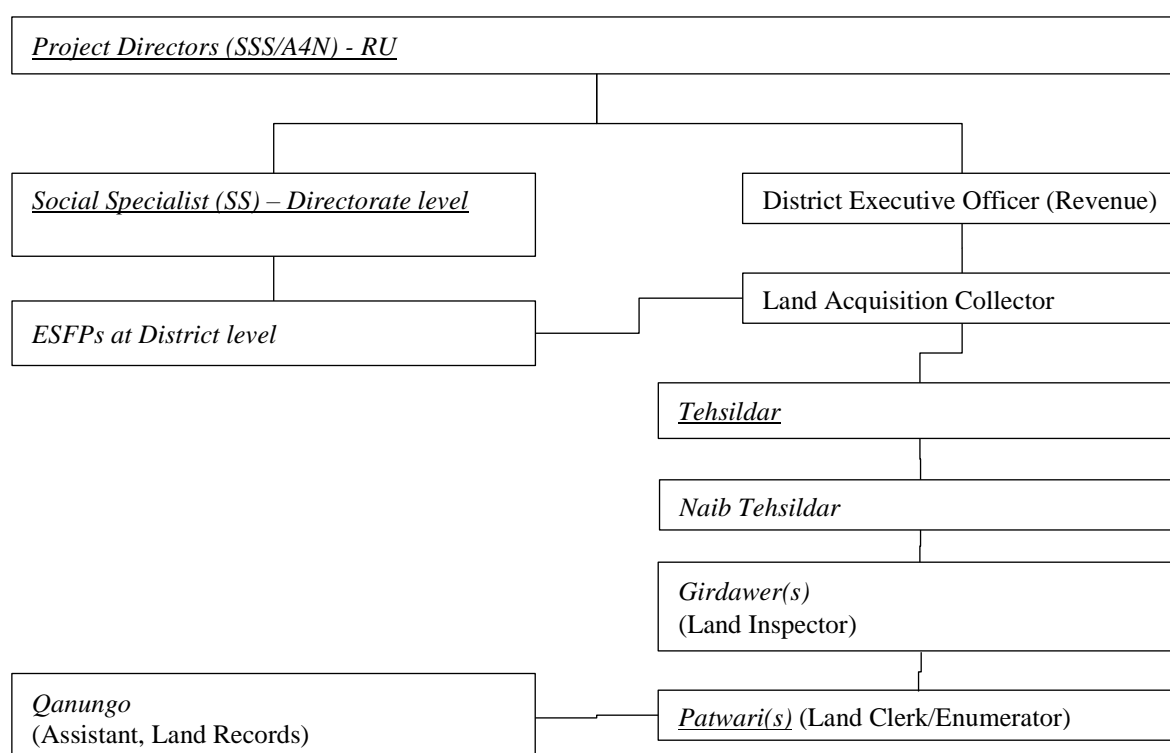 Project Directors (SSS/A4N) - RU
Social Specialist (SS) – Directorate level
District Executive Officer (Revenue)
Land Acquisition Collector
ESFPs at District level
Tehsildar
Naib Tehsildar
Girdawer(s)
(Land Inspector)
Qanungo
(Assistant, Land Records)
Patwari(s) (Land Clerk/Enumerator)